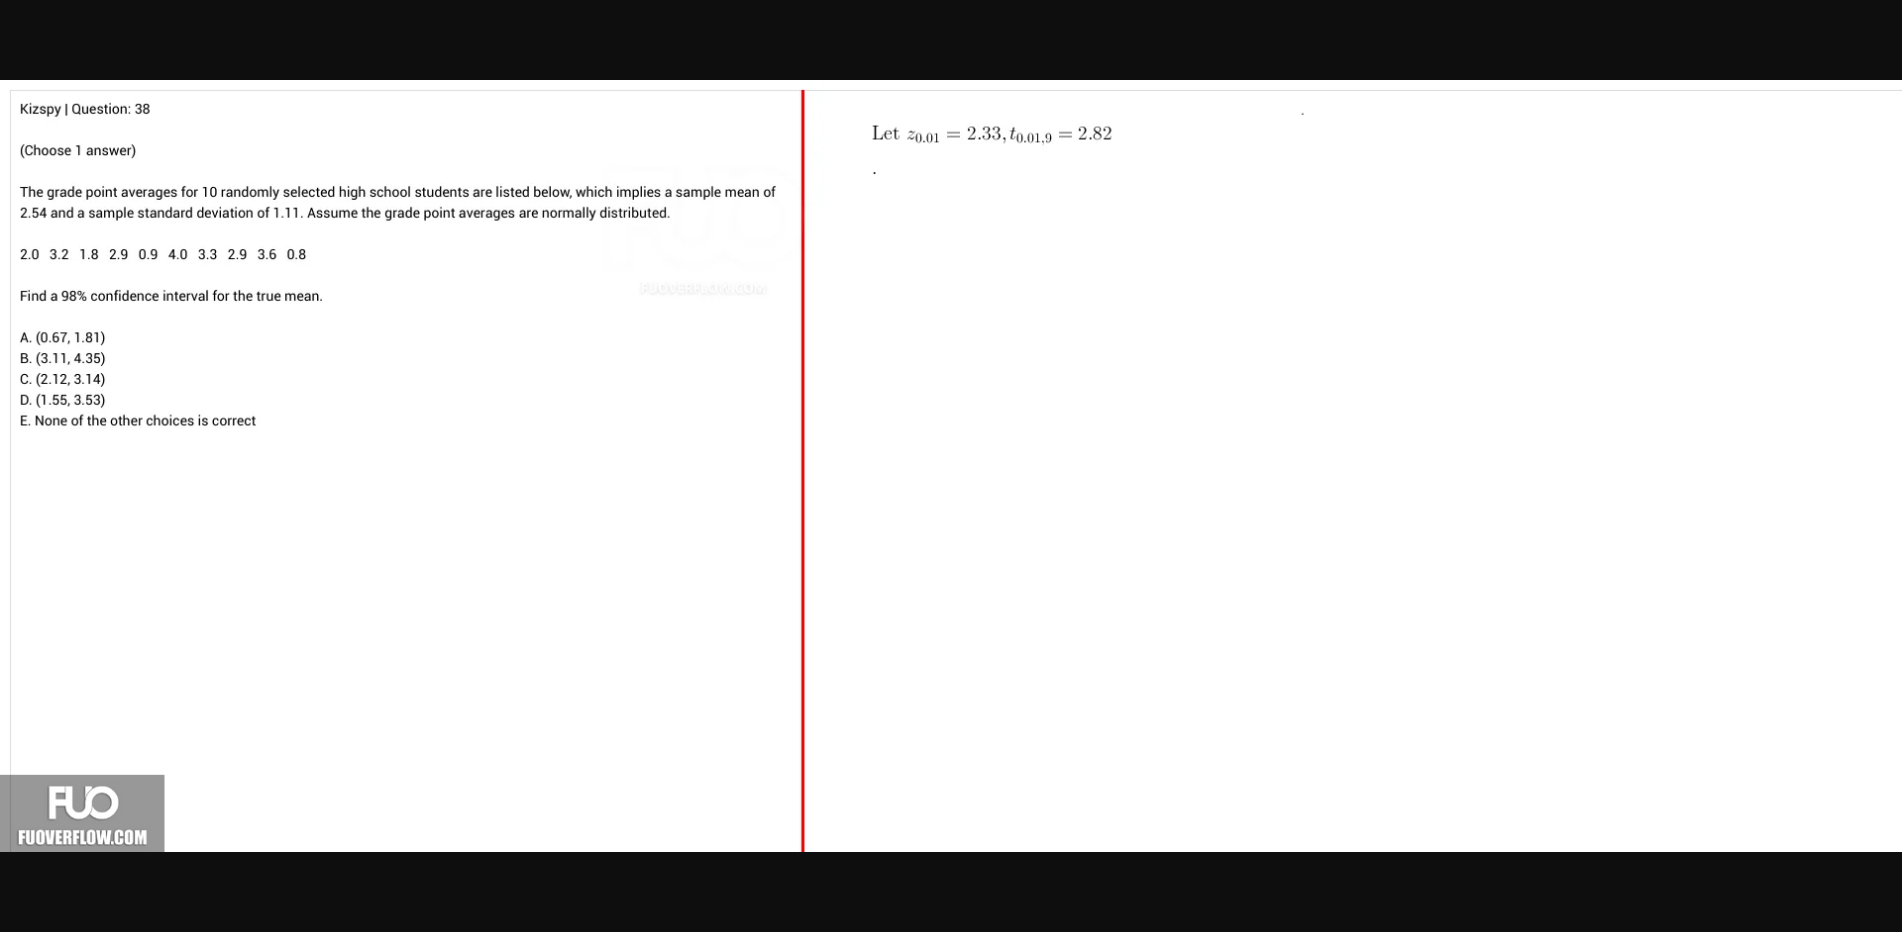 Kizspy | Question: 38
(Choose 1 answer)
The grade point averages for 10 randomly selected high school students are listed below, which implies a sample mean of
2.54 and a sample standard deviation of 1.11. Assume the grade point averages are normally distributed.
2.0 3.2 1.8 2.9 0.9 4.0 3.3 2.9 3.6 0.8
Find a 98% confidence interval for the true mean.
A. (0.67, 1.81)
B. (3.11, 4.35)
C. (2.12, 3.14)
D. (1.55, 3.53)
E. None of the other choices is correct
FUOVERFLOW.COM
Let z0.01 = 2.33, t0.01,9 = 2.82
.
FUO
FUOVERFLOW.COM